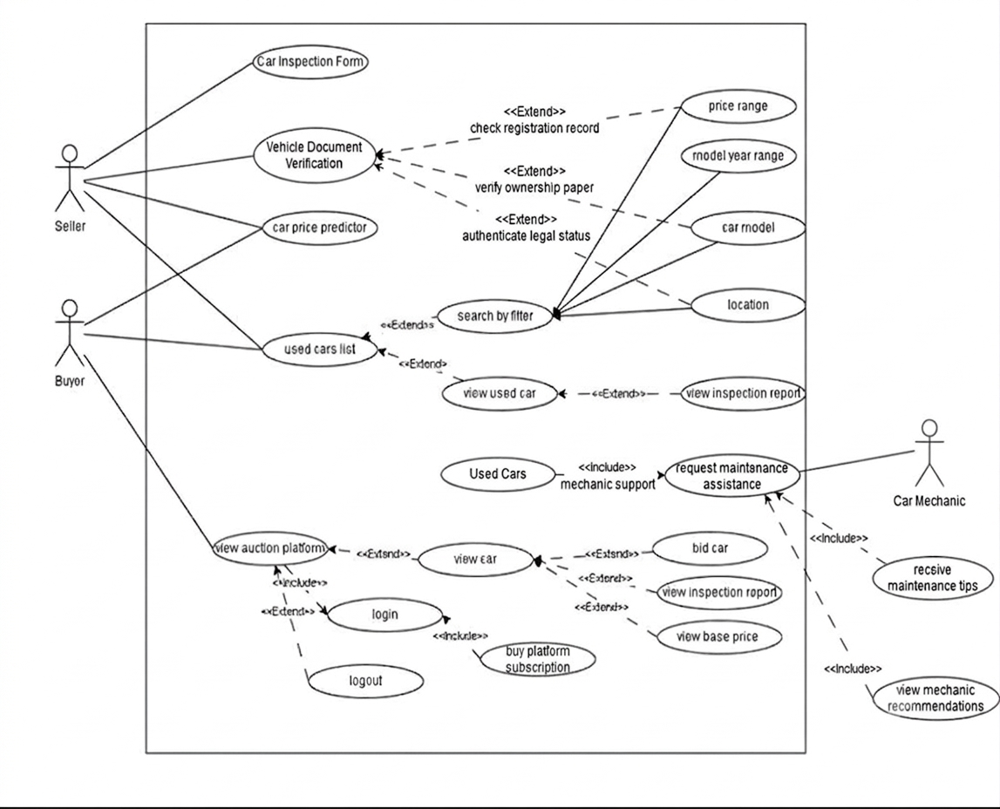 Car Inspection Form
price range
<<Extend>>
check registration record
Vehicle Document
Verification
model year range
<<Extend>>
verify ownership paper
Seller
car price predictor
<<Extend>>
authenticate legal status
car model
location
search by filter
<<Extend>>
used cars list
<<Extend>
Buyor
view used car
<<Extend>>
view inspection report
Used Cars
<<Include>>
mechanic support
request maintenance
assistance
Car Mechanic
view auction platform
<<Extsnd>>
view car
<<Extsnd>>
bid car
<<Include>>
recsive
maintenance tips
<<Include>>
<<Extend>>
view inspection roport
<<Extend>>
login
<<Extend>>
view base price
<<Include>>
buy platform
subscription
logout
<<Include>>
view mechanic
recommendations